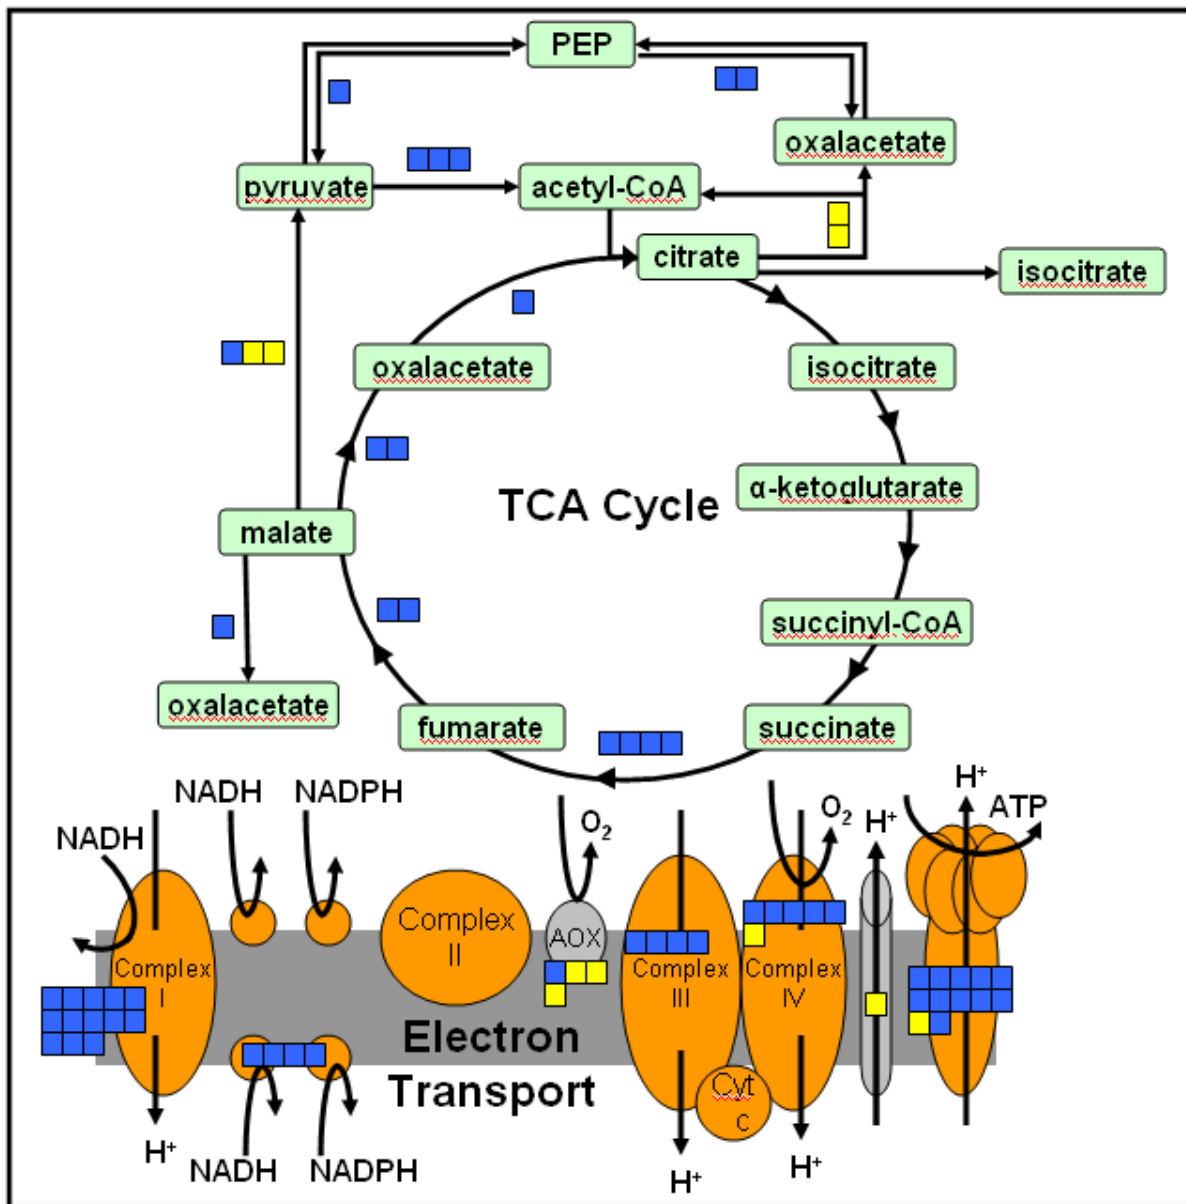 PEP
oxalacetate
pyruvate
acetyl-CoA
citrate
isocitrate
oxalacetate
isocitrate
α-ketoglutarate
TCA Cycle
malate
succinyl-CoA
oxalacetate
fumarate
succinate
NADH
NADPH
H⁺
ATP
O₂
O₂
H⁺
NADH
Complex
II
AOX
Complex
I
Complex
III
Complex
IV
Electron
Transport
Cyt
c
H⁺
NADH
NADPH
H⁺
H⁺